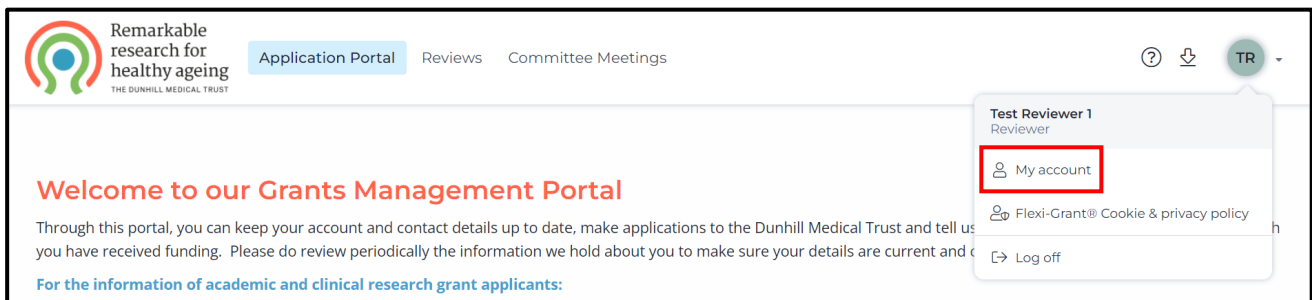 Remarkable
research for
healthy ageing
THE DUNHILL MEDICAL TRUST
Application Portal Reviews Committee Meetings
TR
Test Reviewer 1
Reviewer
My account
Flexi-Grant® Cookie & privacy policy
Log off
Welcome to our Grants Management Portal
Through this portal, you can keep your account and contact details up to date, make applications to the Dunhill Medical Trust and tell
you have received funding. Please do review periodically the information we hold about you to make sure your details are current and
For the information of academic and clinical research grant applicants: